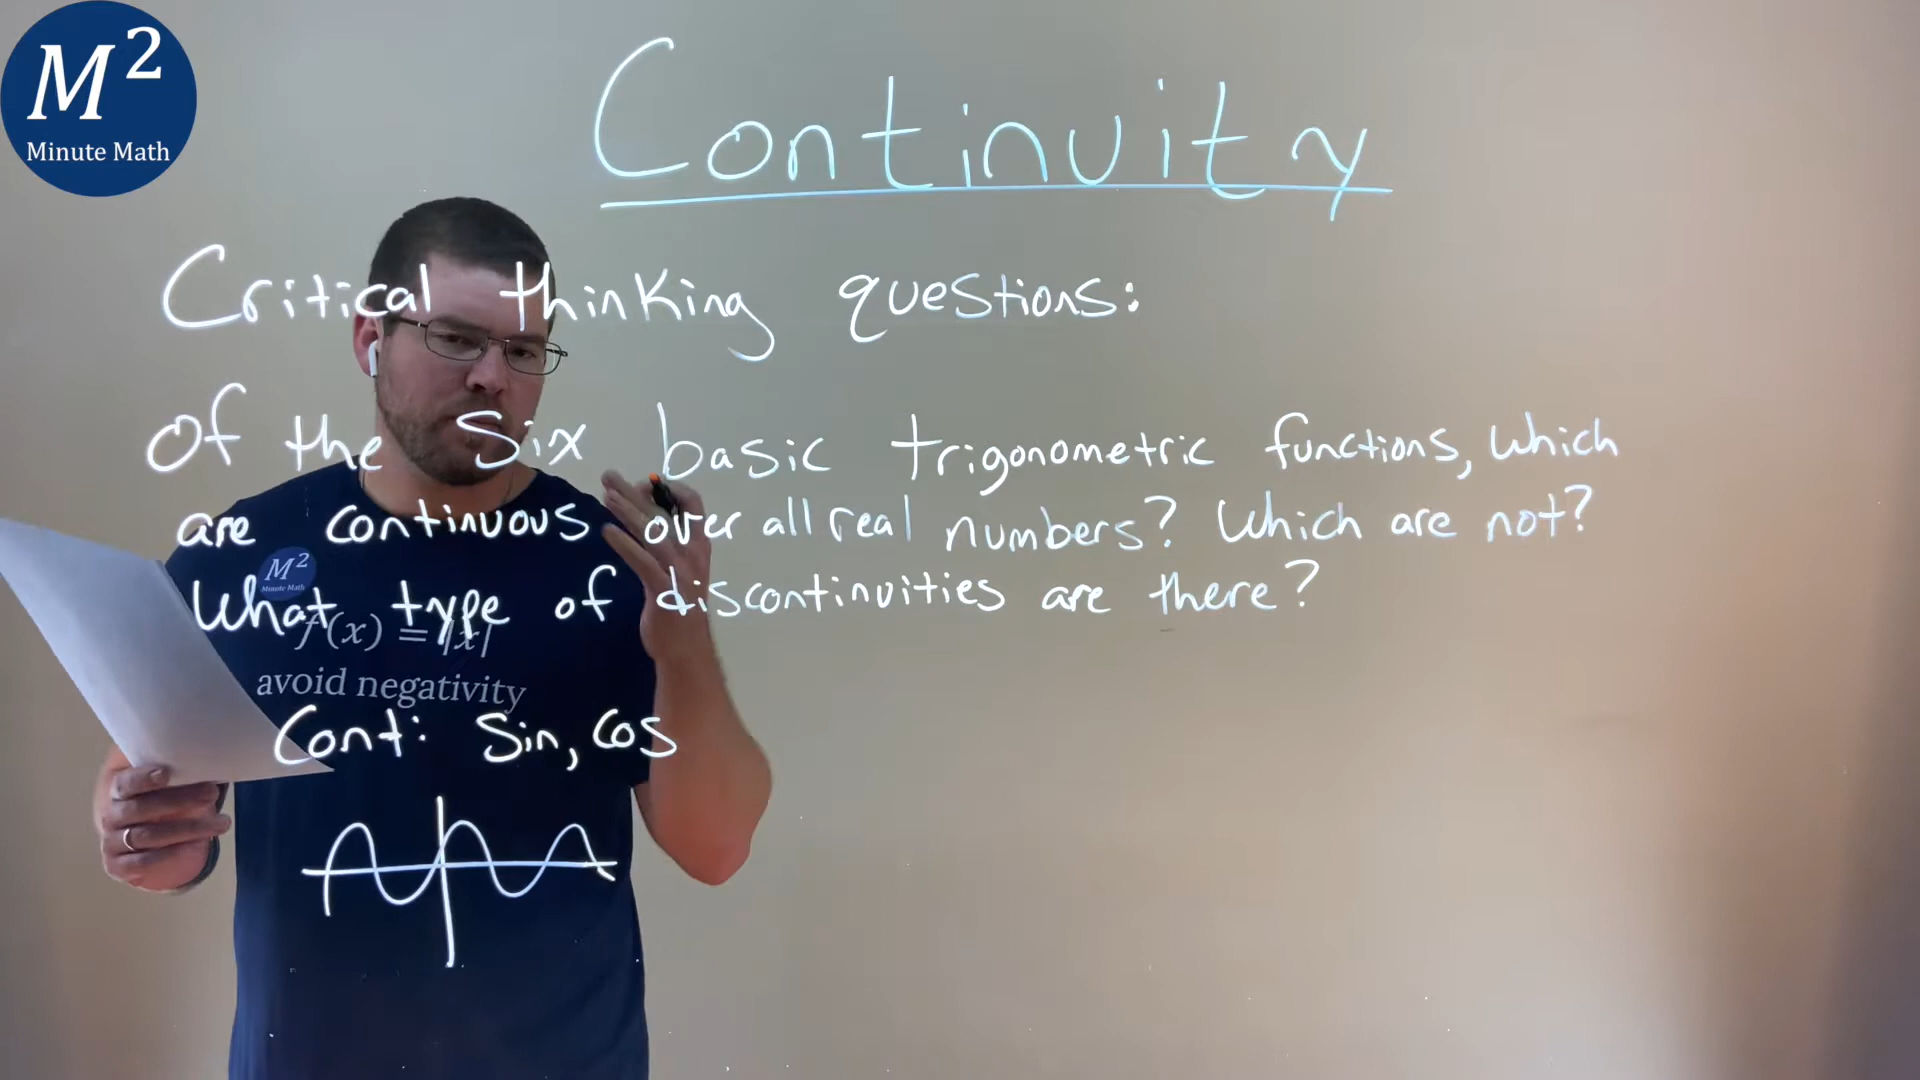 M²
Minute Math
Continuity
Critical thinking questions:
Of the six basic trigonometric functions, which
are continuous over all real numbers? Which are not?
What type of discontinuities are there?
M²
Minute Math
f(x) = |x|
avoid negativity
Cont: Sin, Cos